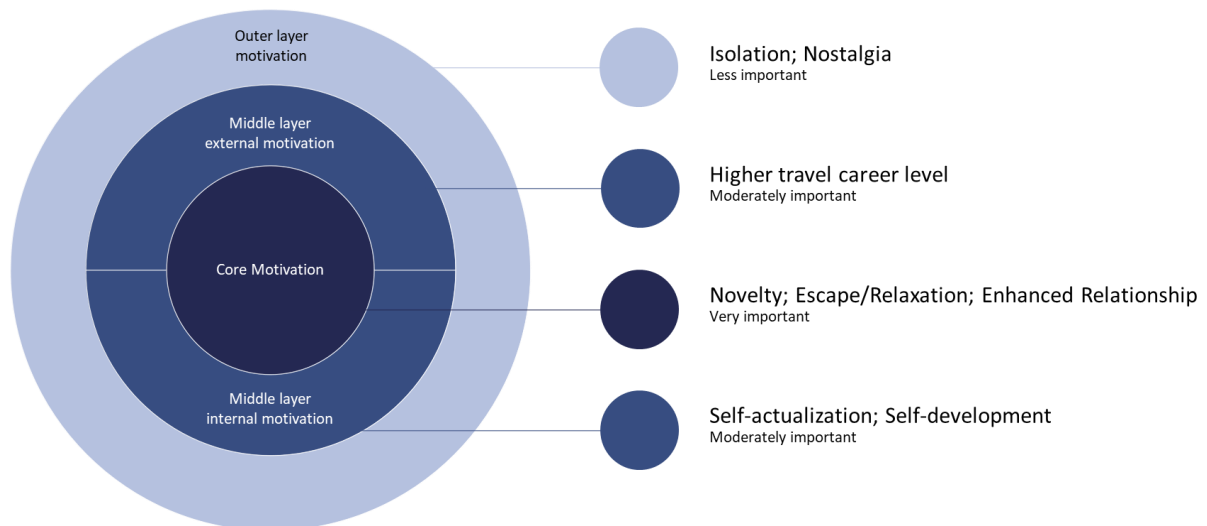 Outer layer
motivation
Middle layer
external motivation
Core Motivation
Middle layer
internal motivation
Isolation; Nostalgia
Less important
Higher travel career level
Moderately important
Novelty; Escape/Relaxation; Enhanced Relationship
Very important
Self-actualization; Self-development
Moderately important